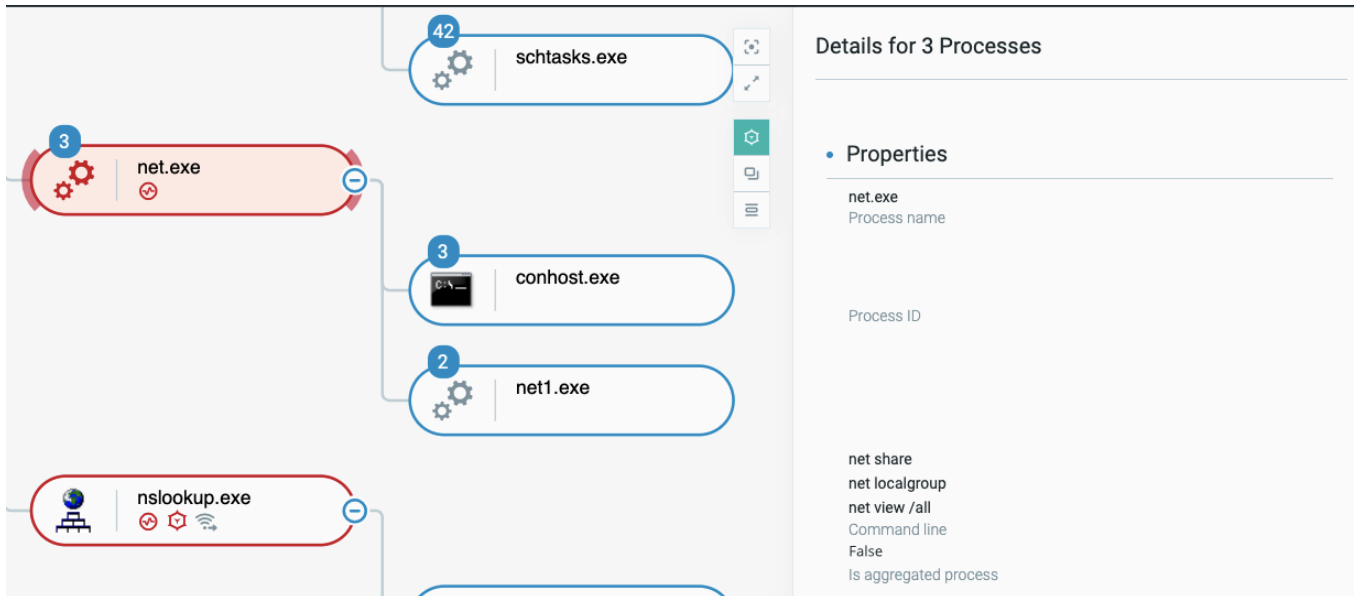 42
schtasks.exe
3
net.exe
3
conhost.exe
C:\_
2
net1.exe
nslookup.exe
Details for 3 Processes
Properties
net.exe
Process name
Process ID
net share
net localgroup
net view /all
Command line
False
Is aggregated process